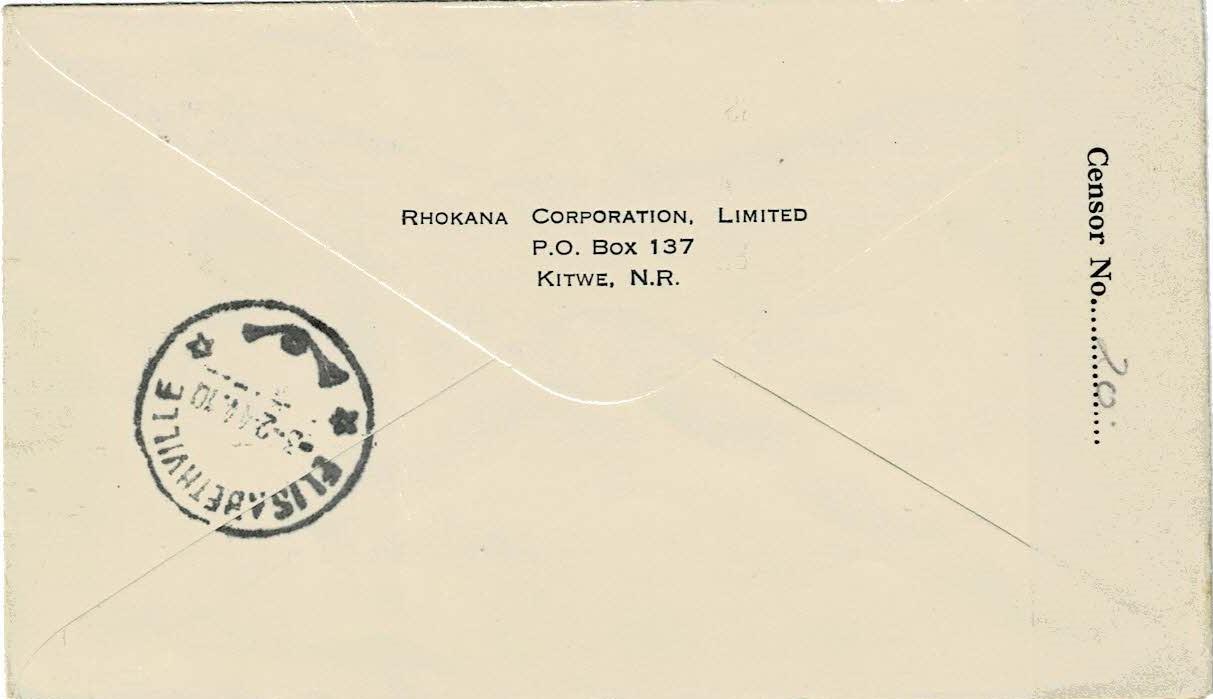 RHOKANA CORPORATION, LIMITED
P.O. BOX 137
KITWE, N.R.
Censor No.................
20
ELISABETHVILLE